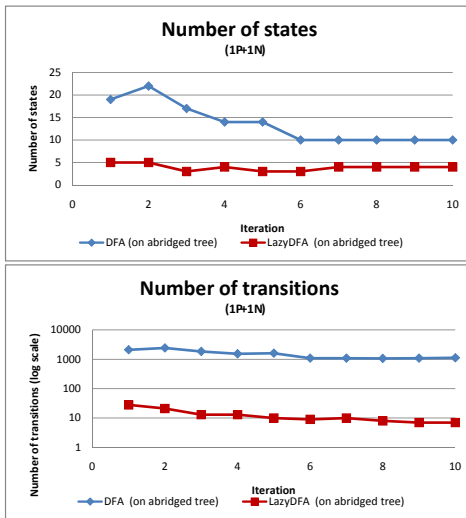 Number of states
(1P+1N)
Number of states
25
20
15
10
5
0
0 2 4 6 8 10
Iteration
DFA (on abridged tree) LazyDFA (on abridged tree)
Number of transitions
(1P+1N)
Number of transitions (log scale)
10000
1000
100
10
1
0 2 4 6 8 10
Iteration
DFA (on abridged tree) LazyDFA (on abridged tree)